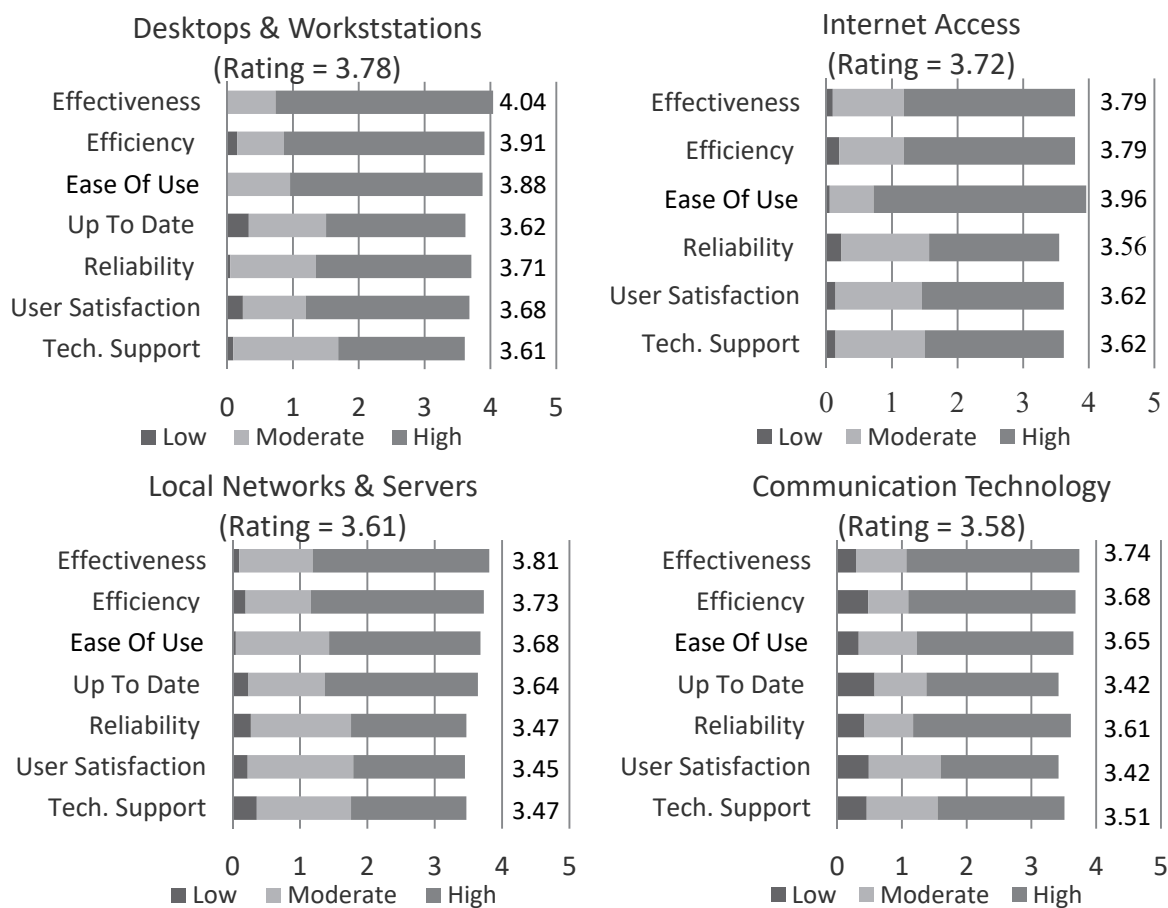 Desktops & Workststations
(Rating = 3.78)
Effectiveness 4.04
Efficiency 3.91
Ease Of Use 3.88
Up To Date 3.62
Reliability 3.71
User Satisfaction 3.68
Tech. Support 3.61
0 1 2 3 4 5
Low Moderate High
Internet Access
(Rating = 3.72)
Effectiveness 3.79
Efficiency 3.79
Ease Of Use 3.96
Reliability 3.56
User Satisfaction 3.62
Tech. Support 3.62
0 1 2 3 4 5
Low Moderate High
Local Networks & Servers
(Rating = 3.61)
Effectiveness 3.81
Efficiency 3.73
Ease Of Use 3.68
Up To Date 3.64
Reliability 3.47
User Satisfaction 3.45
Tech. Support 3.47
0 1 2 3 4 5
Low Moderate High
Communication Technology
(Rating = 3.58)
Effectiveness 3.74
Efficiency 3.68
Ease Of Use 3.65
Up To Date 3.42
Reliability 3.61
User Satisfaction 3.42
Tech. Support 3.51
0 1 2 3 4 5
Low Moderate High